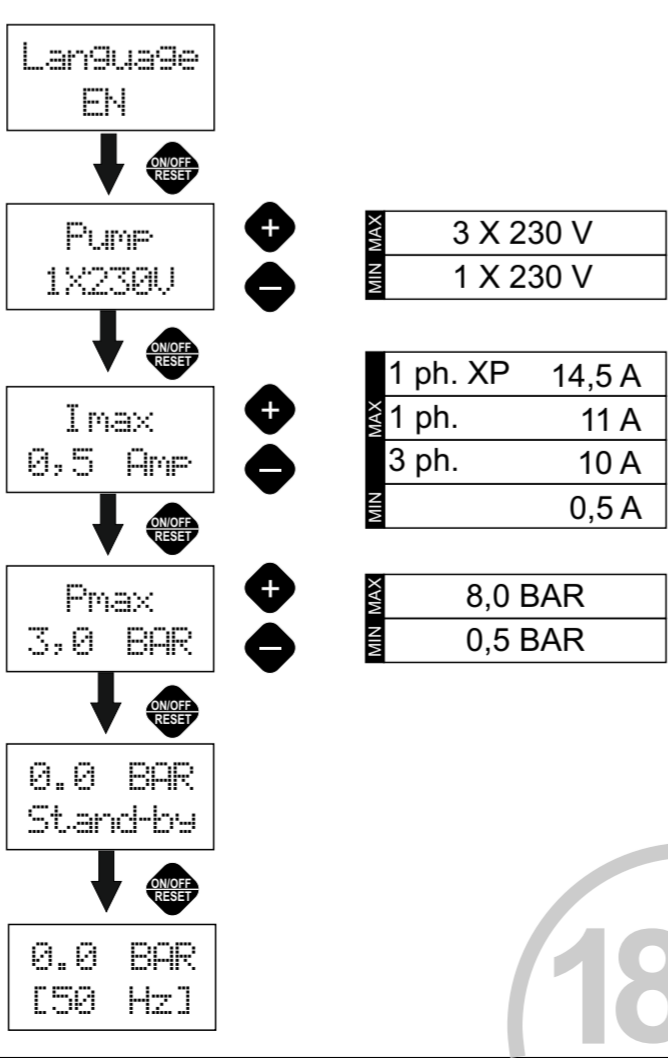 Language
EN
ON/OFF
RESET
Pump
1X230V
+
−
MAX 3 X 230 V
MIN 1 X 230 V
ON/OFF
RESET
Imax
0,5 Amp
+
−
MAX
1 ph. XP 14,5 A
1 ph. 11 A
3 ph. 10 A
MIN 0,5 A
ON/OFF
RESET
Pmax
3,0 BAR
+
−
MAX 8,0 BAR
MIN 0,5 BAR
ON/OFF
RESET
0.0 BAR
Stand-by
ON/OFF
RESET
0.0 BAR
[50 Hz]
18